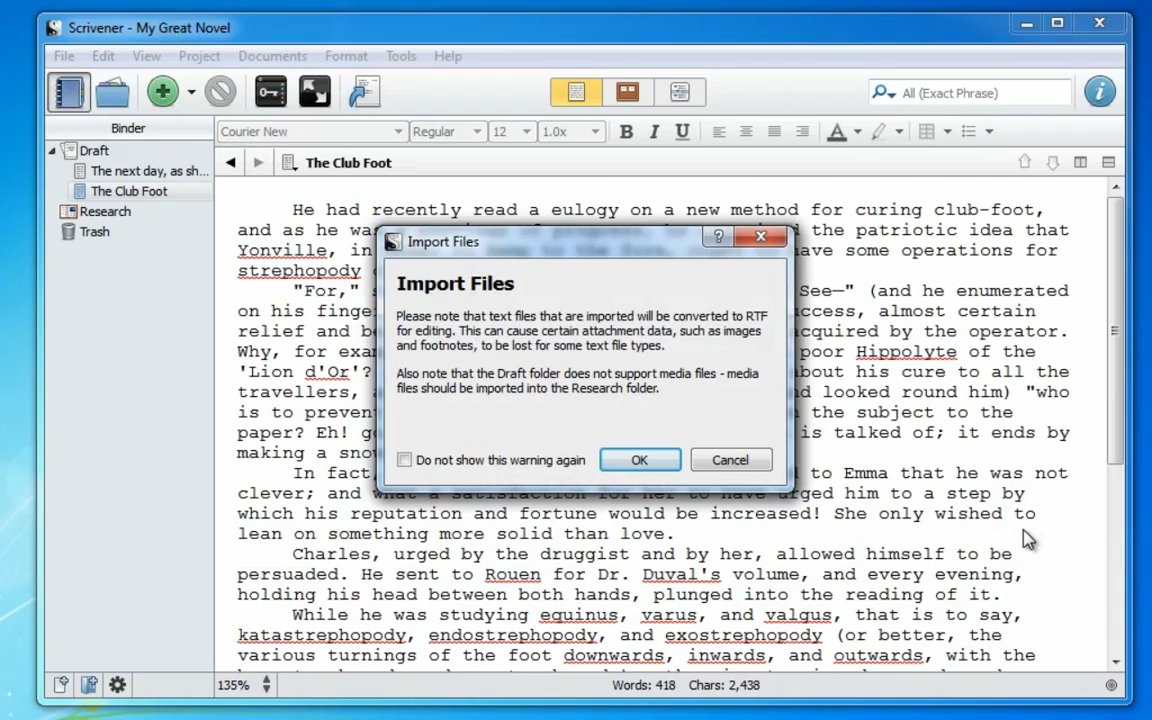 Scrivener - My Great Novel
File Edit View Project Documents Format Tools Help
All (Exact Phrase)
Binder
Courier New Regular 12 1.0x B I U A
Draft
The next day, as sh...
The Club Foot
Research
Trash
The Club Foot
He had recently read a eulogy on a new method for curing club-foot,
and as he was the patriotic idea that
Yonville, in have some operations for
strephopody
"For," See—" (and he enumerated
on his finger success, almost certain
relief and be acquired by the operator.
Why, for exam poor Hippolyte of the
'Lion d'Or'? about his cure to all the
travellers, and looked round him) "who
is to prevent the subject to the
paper? Eh! is talked of; it ends by
making a snow
In fact, to Emma that he was not
clever; and what a satisfaction for her to have urged him to a step by
which his reputation and fortune would be increased! She only wished to
lean on something more solid than love.
Charles, urged by the druggist and by her, allowed himself to be
persuaded. He sent to Rouen for Dr. Duval's volume, and every evening,
holding his head between both hands, plunged into the reading of it.
While he was studying equinus, varus, and valgus, that is to say,
katastrephopody, endostrephopody, and exostrephopody (or better, the
various turnings of the foot downwards, inwards, and outwards, with the
Import Files
Import Files
Please note that text files that are imported will be converted to RTF
for editing. This can cause certain attachment data, such as images
and footnotes, to be lost for some text file types.
Also note that the Draft folder does not support media files - media
files should be imported into the Research folder.
Do not show this warning again OK Cancel
135% Words: 418 Chars: 2,438